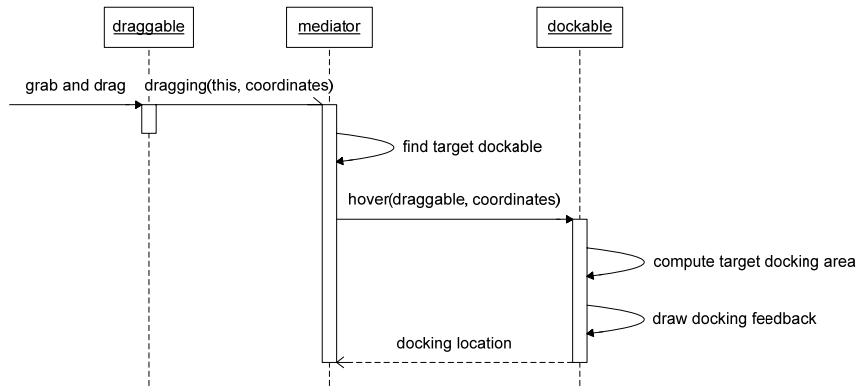 draggable
mediator
dockable
grab and drag
dragging(this, coordinates)
find target dockable
hover(draggable, coordinates)
compute target docking area
draw docking feedback
docking location